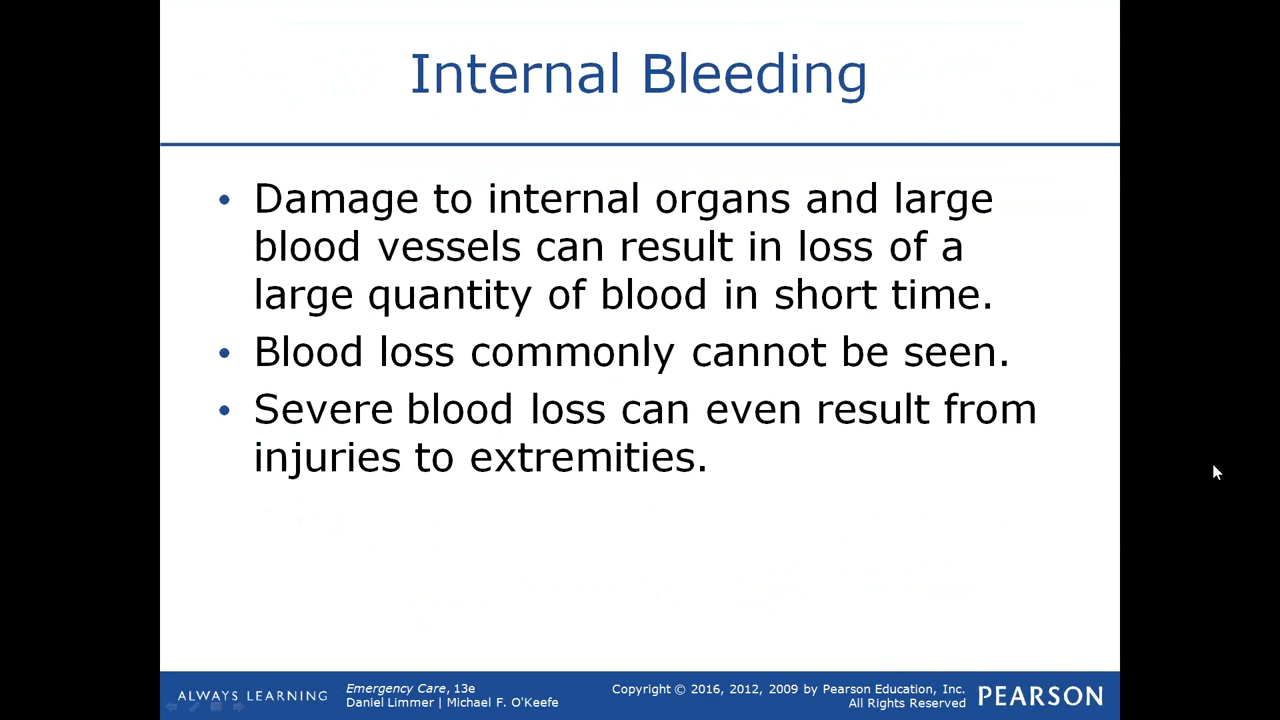 Internal Bleeding
• Damage to internal organs and large
blood vessels can result in loss of a
large quantity of blood in short time.
• Blood loss commonly cannot be seen.
• Severe blood loss can even result from
injuries to extremities.
ALWAYS LEARNING
Emergency Care, 13e
Daniel Limmer | Michael F. O'Keefe
Copyright © 2016, 2012, 2009 by Pearson Education, Inc.
All Rights Reserved
PEARSON